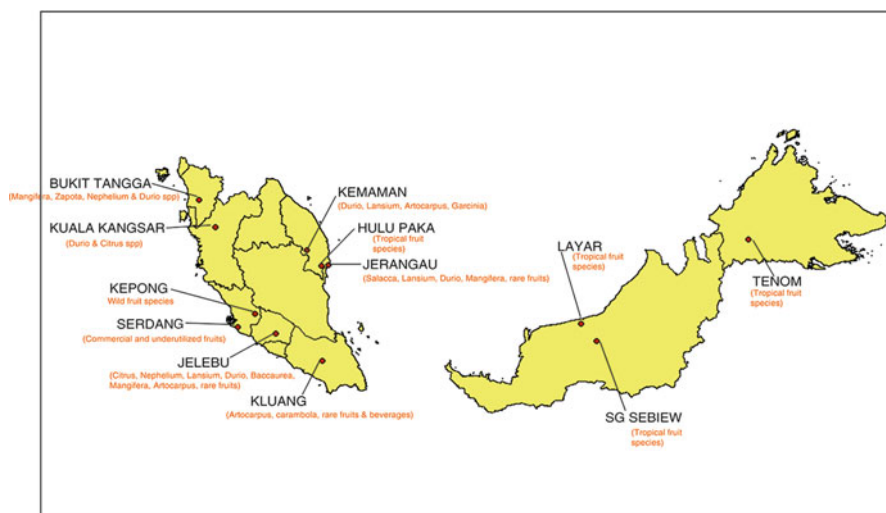 BUKIT TANGGA
(Mangifera, Zapota, Nephelium & Durio spp)
KUALA KANGSAR
(Durio & Citrus spp)
KEPONG
Wild fruit species
SERDANG
(Commercial and underutilized fruits)
JELEBU
(Citrus, Nephelium, Lansium, Durio, Baccaurea,
Mangifera, Artocarpus, rare fruits)
KLUANG
(Artocarpus, carambola, rare fruits & beverages)
KEMAMAN
(Durio, Lansium, Artocarpus, Garcinia)
HULU PAKA
(Tropical fruit
species)
JERANGAU
(Salacca, Lansium, Durio, Mangifera, rare fruits)
LAYAR
(Tropical fruit
species)
TENOM
(Tropical fruit
species)
SG SEBIEW
(Tropical fruit
species)